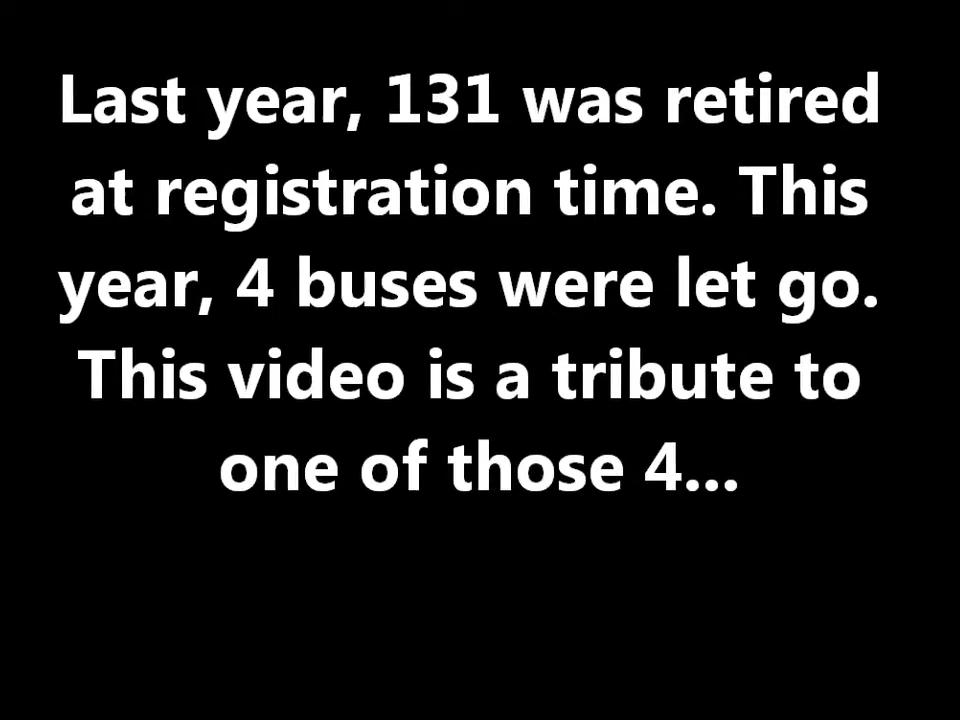 Last year, 131 was retired
at registration time. This
year, 4 buses were let go.
This video is a tribute to
one of those 4...